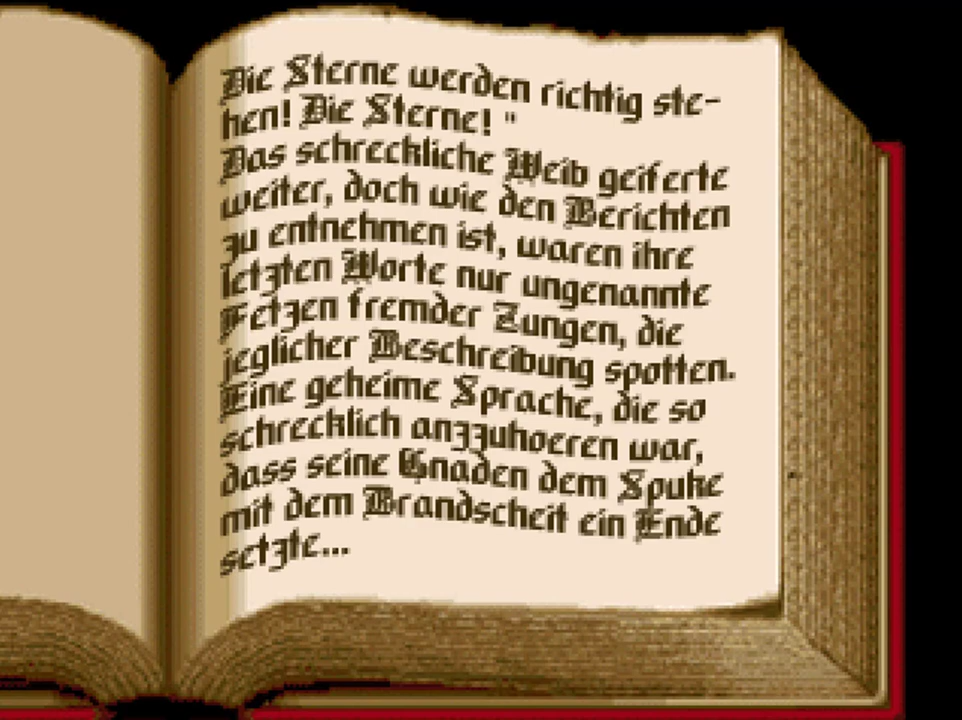 Die Sterne werden richtig ste-
hen! Die Sterne! "
Das schreckliche Weib geiferte
weiter, doch wie den Berichten
zu entnehmen ist, waren ihre
letzten Worte nur ungenannte
Fetzen fremder Zungen, die
jeglicher Beschreibung spotten.
Eine geheime Sprache, die so
schrecklich anzzuhoeren war,
dass seine Gnaden dem Spuke
mit dem Brandscheit ein Ende
setzte...